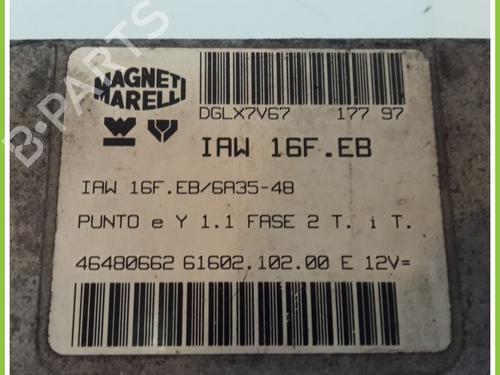 MAGNETI
MARELLI
DGLX7V67 177 97
IAW 16F.EB
IAW 16F.EB/6A35-48
PUNTO e Y 1.1 FASE 2 T. i T.
46480662 61602.102.00 E 12V=
B-PARTS